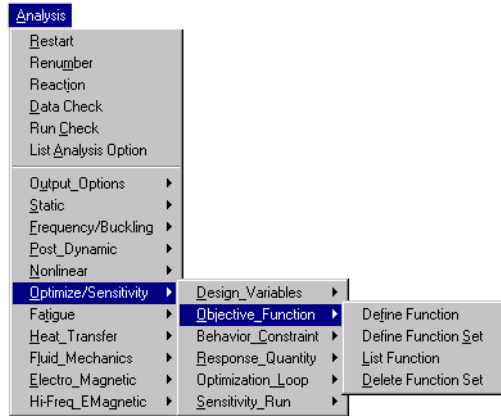 Analysis
Restart
Renumber
Reaction
Data Check
Run Check
List Analysis Option
Output_Options
Static
Frequency/Buckling
Post_Dynamic
Nonlinear
Optimize/Sensitivity
Fatigue
Heat_Transfer
Fluid_Mechanics
Electro_Magnetic
Hi-Freq_EMagnetic
Design_Variables
Objective_Function
Behavior_Constraint
Response_Quantity
Optimization_Loop
Sensitivity_Run
Define Function
Define Function Set
List Function
Delete Function Set